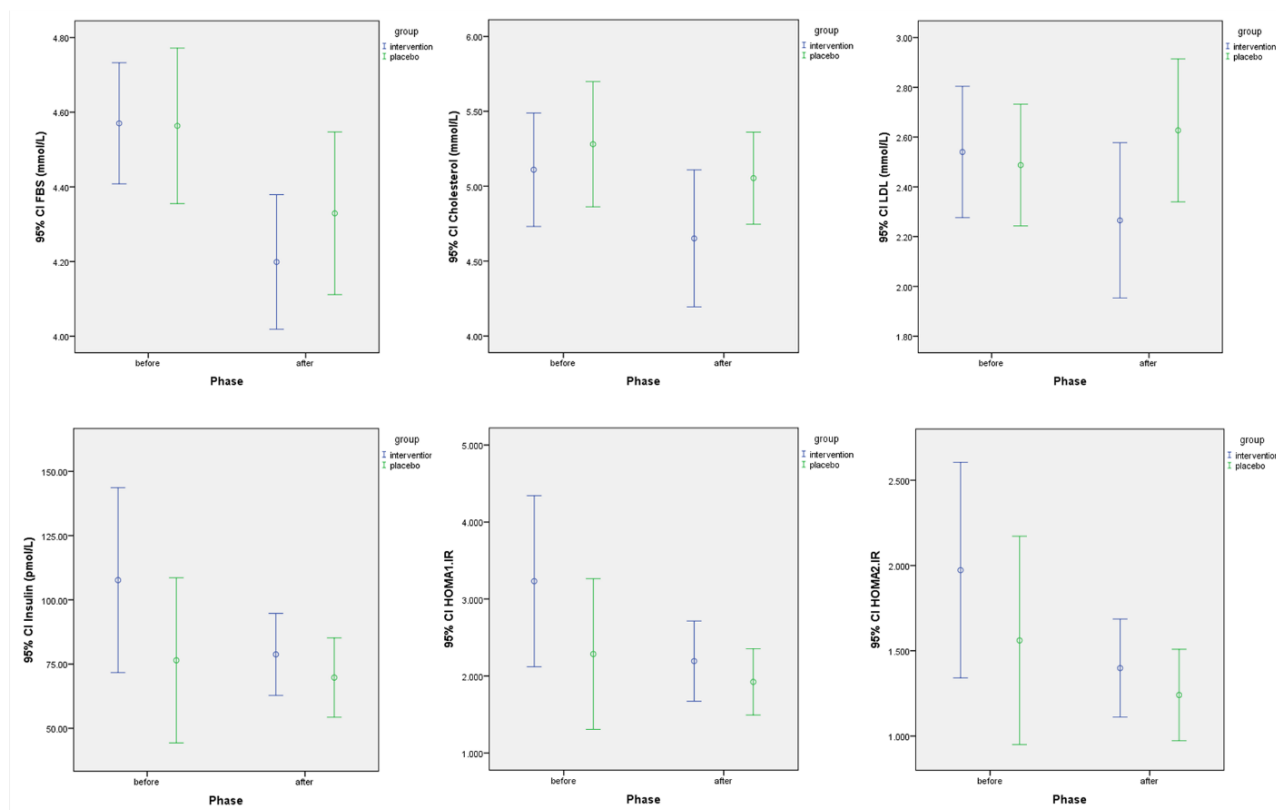 95% CI FBS (mmol/L)
4.80
4.60
4.40
4.20
4.00
before
after
Phase
group
intervention
placebo
95% CI Cholesterol (mmol/L)
6.00
5.50
5.00
4.50
4.00
before
after
Phase
group
intervention
placebo
95% CI LDL (mmol/L)
3.00
2.80
2.60
2.40
2.20
2.00
1.80
before
after
Phase
group
intervention
placebo
95% CI Insulin (pmol/L)
150.00
125.00
100.00
75.00
50.00
before
after
Phase
group
intervention
placebo
95% CI HOMA1.IR
5.000
4.000
3.000
2.000
1.000
before
after
Phase
group
intervention
placebo
95% CI HOMA2.IR
2.500
2.000
1.500
1.000
before
after
Phase
group
intervention
placebo